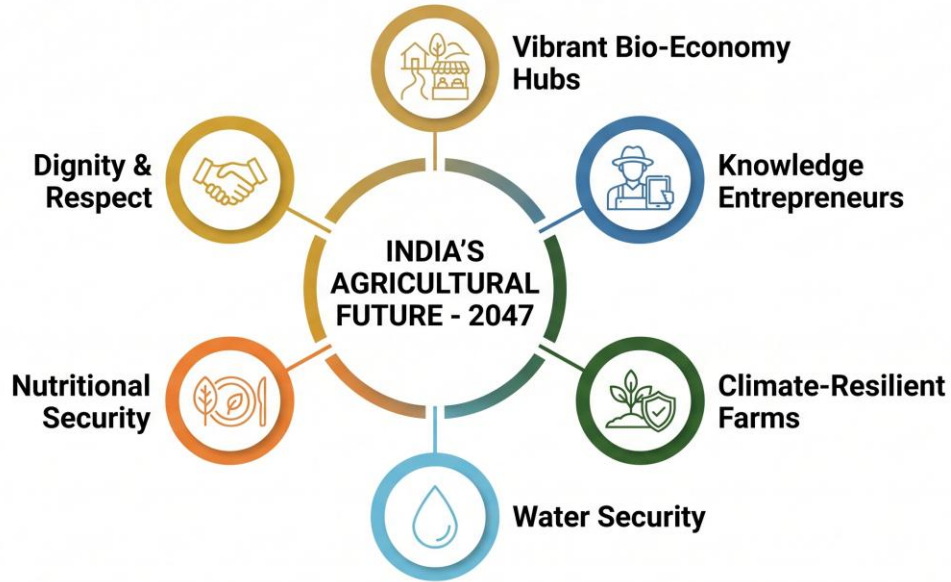 Vibrant Bio-Economy
Hubs
Dignity &
Respect
Knowledge
Entrepreneurs
INDIA'S
AGRICULTURAL
FUTURE - 2047
Nutritional
Security
Climate-Resilient
Farms
Water Security